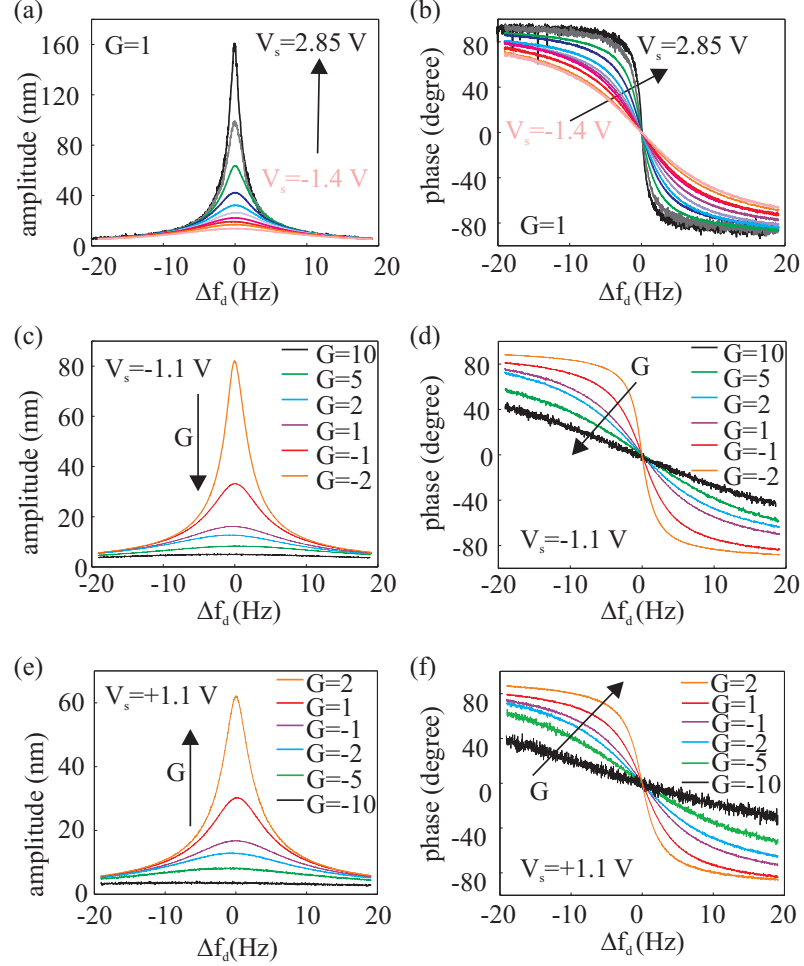 (a)
G=1
V_s=2.85 V
V_s=-1.4 V
160
120
80
40
0
amplitude (nm)
-20
-10
0
10
20
Δf_d (Hz)
(b)
V_s=2.85 V
V_s=-1.4 V
G=1
80
40
0
-40
-80
phase (degree)
-20
-10
0
10
20
Δf_d (Hz)
(c)
V_s=-1.1 V
G
G=10
G=5
G=2
G=1
G=-1
G=-2
80
60
40
20
0
amplitude (nm)
-20
-10
0
10
20
Δf_d (Hz)
(d)
G
G=10
G=5
G=2
G=1
G=-1
G=-2
V_s=-1.1 V
80
40
0
-40
-80
phase (degree)
-20
-10
0
10
20
Δf_d (Hz)
(e)
V_s=+1.1 V
G
G=2
G=1
G=-1
G=-2
G=-5
G=-10
60
40
20
0
amplitude (nm)
-20
-10
0
10
20
Δf_d (Hz)
(f)
G
G=2
G=1
G=-1
G=-2
G=-5
G=-10
V_s=+1.1 V
80
40
0
-40
-80
phase (degree)
-20
-10
0
10
20
Δf_d (Hz)